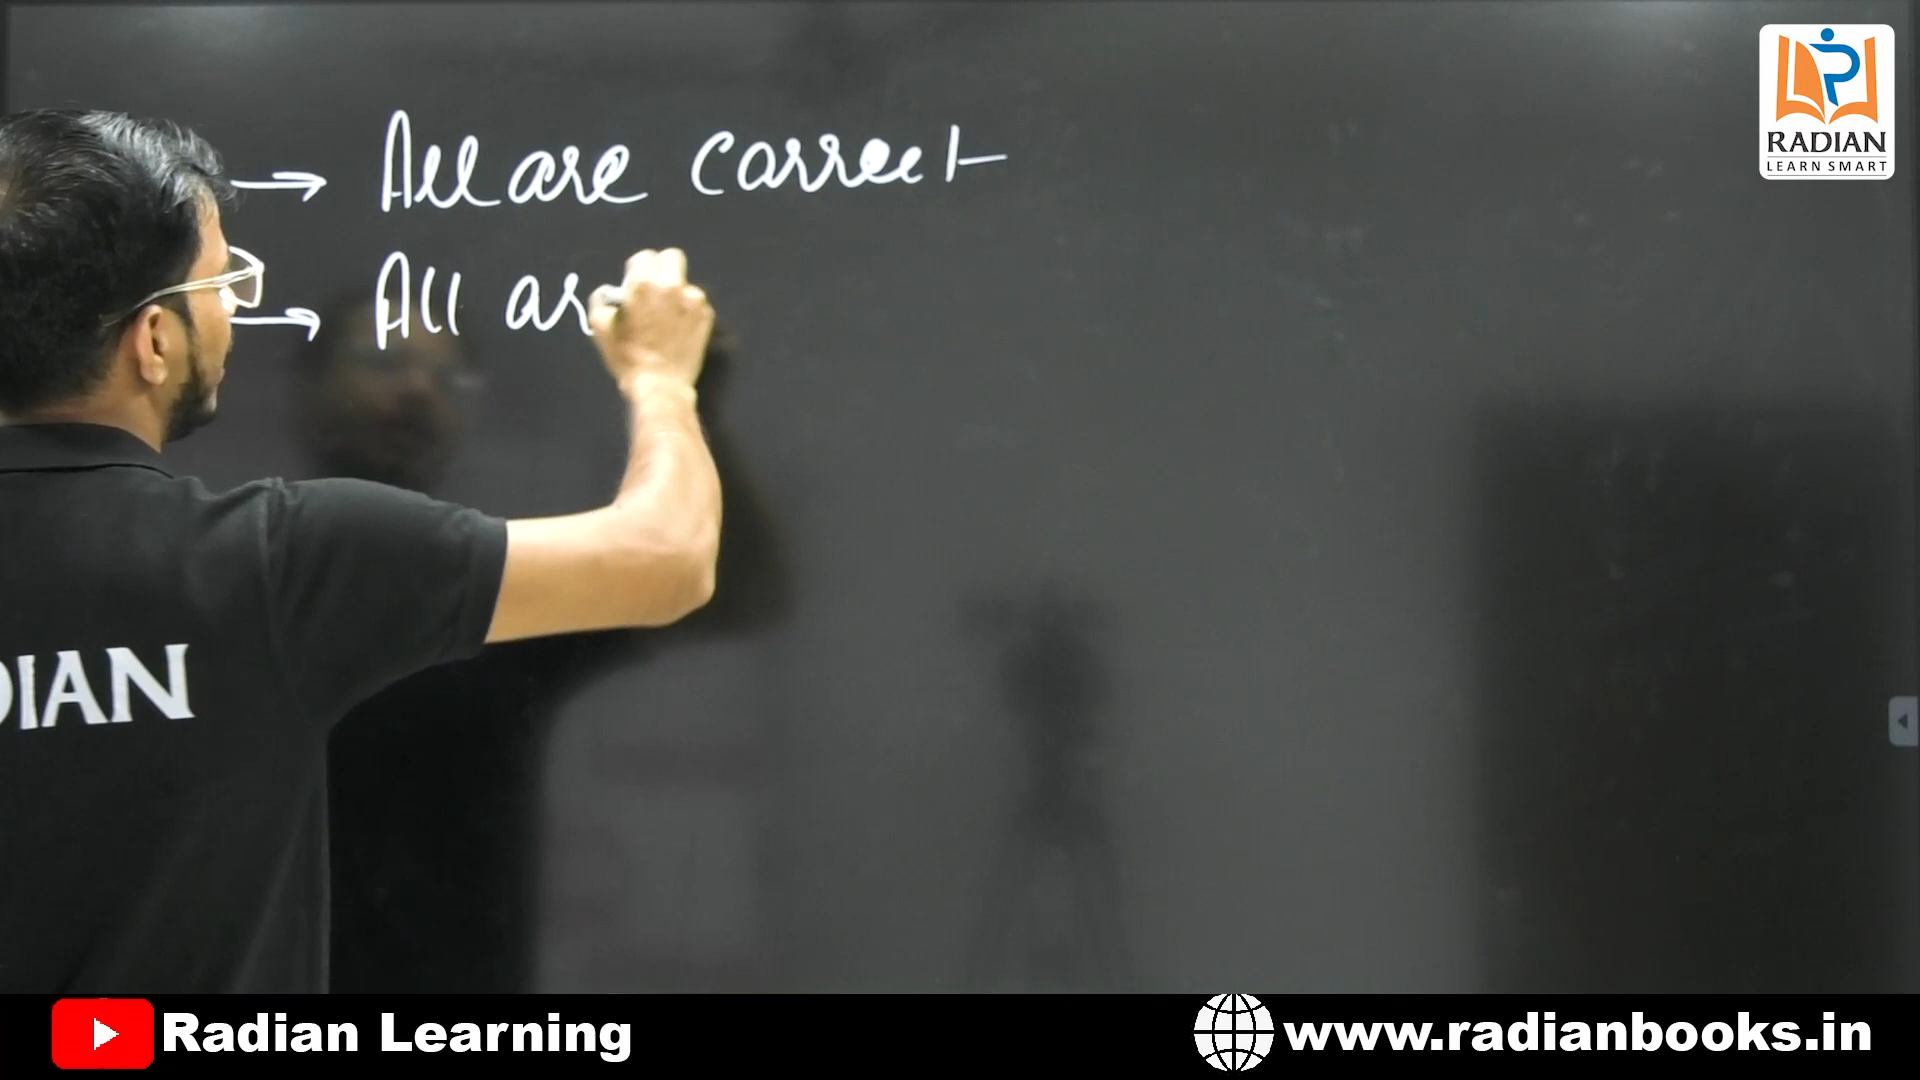 RADIAN
LEARN SMART
→ All are correct
→ All ar
DIAN
Radian Learning
www.radianbooks.in